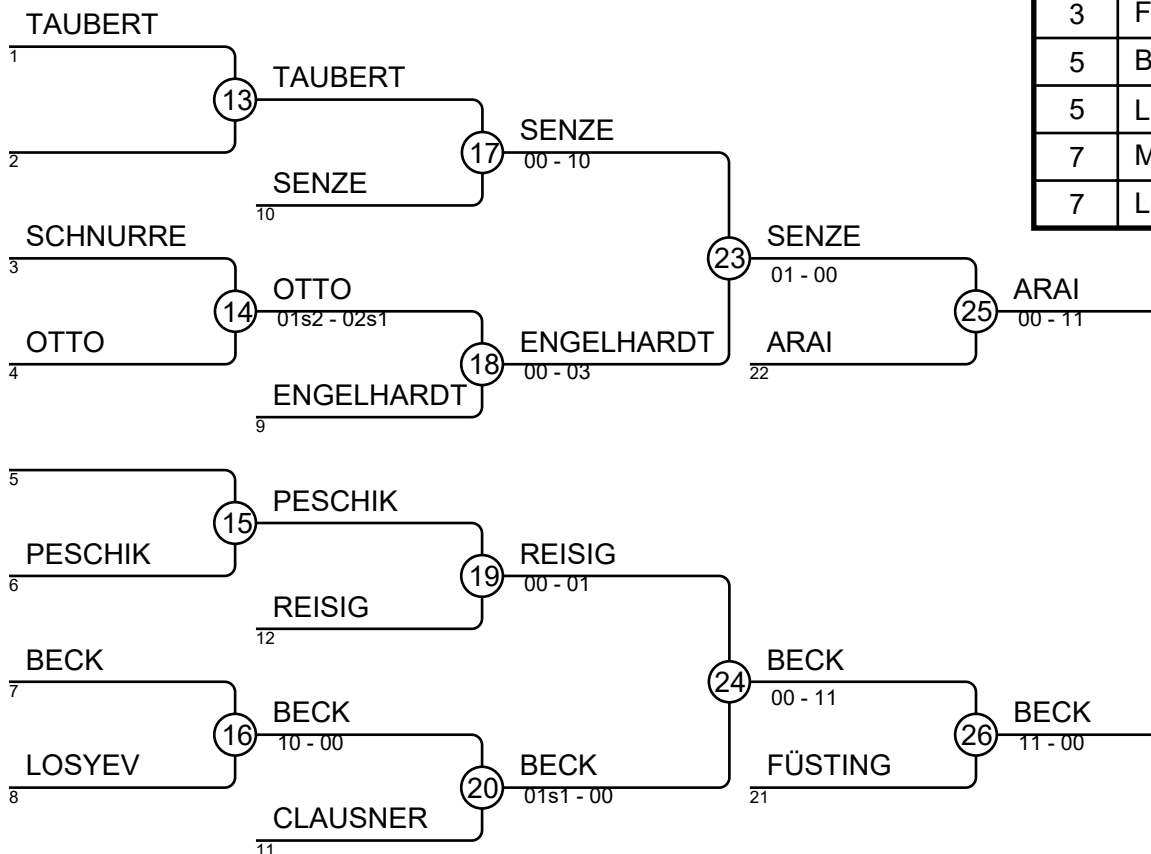 TAUBERT
1
13
TAUBERT
2
17
SENZE
00 - 10
SENZE
10
SCHNURRE
3
14
OTTO
01s2 - 02s1
OTTO
4
18
ENGELHARDT
00 - 03
ENGELHARDT
9
23
SENZE
01 - 00
ARAI
22
25
ARAI
00 - 11
5
15
PESCHIK
PESCHIK
6
19
REISIG
00 - 01
REISIG
12
BECK
7
16
BECK
10 - 00
LOSYEV
8
20
BECK
01s1 - 00
CLAUSNER
11
24
BECK
00 - 11
FÜSTING
21
26
BECK
11 - 00
3 F
5 B
5 L
7 M
7 L